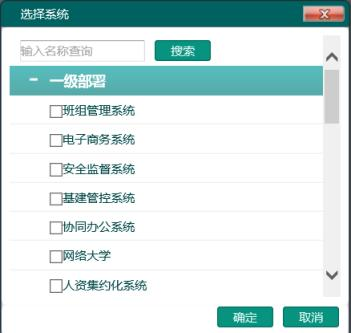 选择系统
输入名称查询 搜索
一级部署
班组管理系统
电子商务系统
安全监督系统
基建管控系统
协同办公系统
网络大学
人资集约化系统
确定 取消